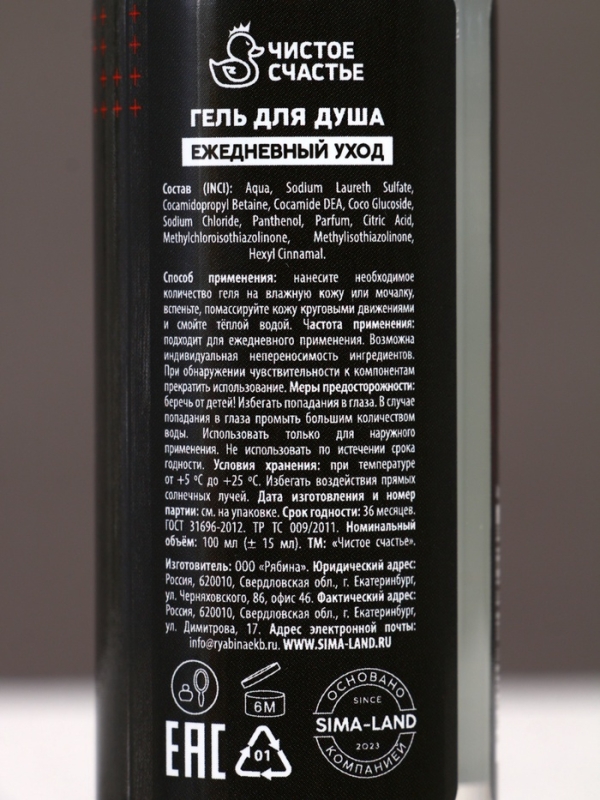 ЧИСТОЕ
СЧАСТЬЕ
ГЕЛЬ ДЛЯ ДУША
ЕЖЕДНЕВНЫЙ УХОД
Состав (INCI): Aqua, Sodium Laureth Sulfate,
Cocamidopropyl Betaine, Cocamide DEA, Coco Glucoside,
Sodium Chloride, Panthenol, Parfum, Citric Acid,
Methylchloroisothiazolinone, Methylisothiazolinone,
Hexyl Cinnamal.
Способ применения: нанесите необходимое
количество геля на влажную кожу или мочалку,
вспеньте, помассируйте кожу круговыми движениями
и смойте тёплой водой. Частота применения:
подходит для ежедневного применения. Возможна
индивидуальная непереносимость ингредиентов.
При обнаружении чувствительности к компонентам
прекратить использование. Меры предосторожности:
беречь от детей! Избегать попадания в глаза. В случае
попадания в глаза промыть большим количеством
воды. Использовать только для наружного
применения. Не использовать по истечении срока
годности. Условия хранения: при температуре
от +5 °C до +25 °C. Избегать воздействия прямых
солнечных лучей. Дата изготовления и номер
партии: см. на упаковке. Срок годности: 36 месяцев.
ГОСТ 31696-2012. ТР ТС 009/2011. Номинальный
объём: 100 мл (± 15 мл). ТМ: «Чистое счастье».
Изготовитель: ООО «Рябина». Юридический адрес:
Россия, 620010, Свердловская обл., г. Екатеринбург,
ул. Черняховского, 86, офис 46. Фактический адрес:
Россия, 620010, Свердловская обл., г. Екатеринбург,
ул. Димитрова, 17. Адрес электронной почты:
info@ryabinaekb.ru. WWW.SIMA-LAND.RU
6M
EAC
01
ОСНОВАНО
SINCE
SIMA-LAND
2023
КОМПАНИЕЙ